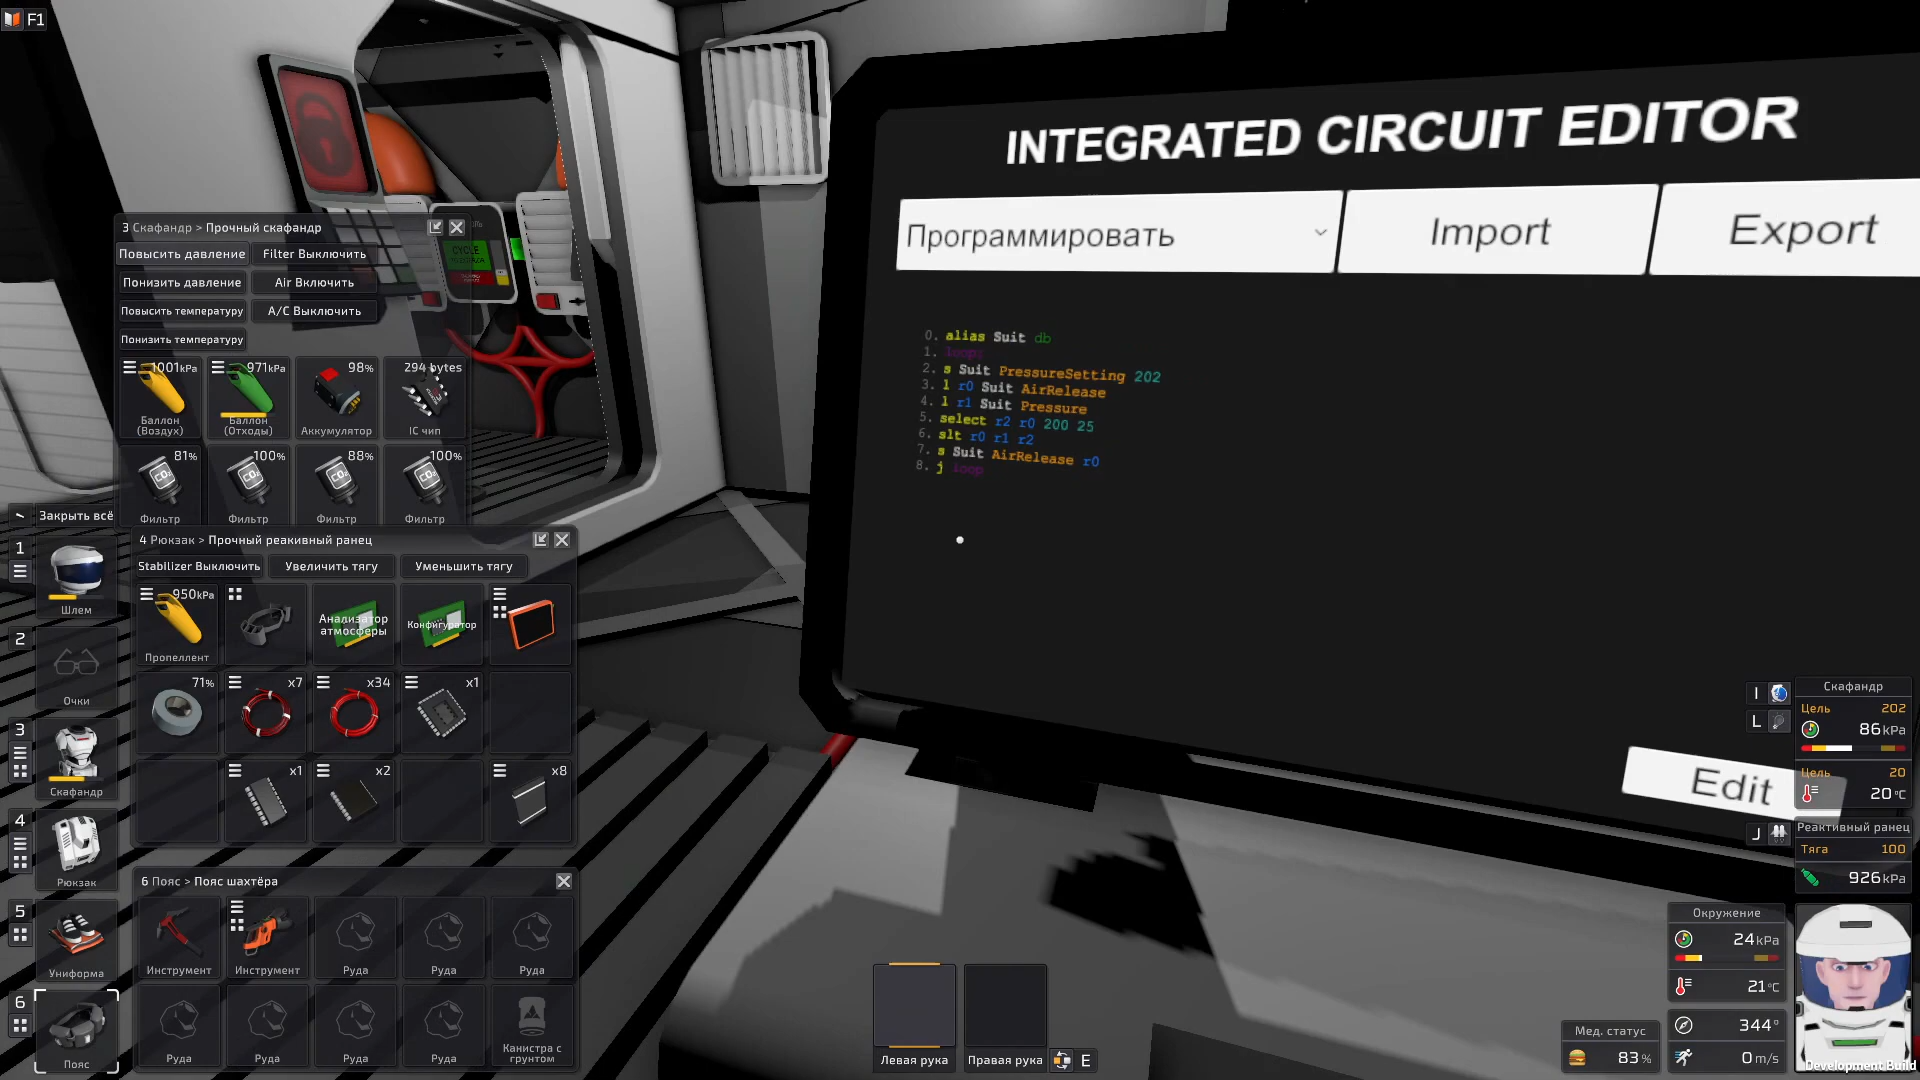 F1
INTEGRATED CIRCUIT EDITOR
Программировать
Import
Export
0. alias Suit db
1. loop:
2. s Suit PressureSetting 202
3. l r0 Suit AirRelease
4. l r1 Suit Pressure
5. select r2 r0 200 25
6. slt r0 r1 r2
7. s Suit AirRelease r0
8. j loop
Edit
CYCLE
3 Скафандр > Прочный скафандр
Повысить давление
Filter Выключить
Понизить давление
Air Включить
Повысить температуру
A/C Выключить
Понизить температуру
1001kPa
971kPa
98%
294 bytes
Баллон (Воздух)
Баллон (Отходы)
Аккумулятор
IC чип
81%
100%
88%
100%
CO₂
CO₂
CO₂
CO₂
Фильтр
Фильтр
Фильтр
Фильтр
Закрыть всё
4 Рюкзак > Прочный реакивный ранец
Stabilizer Выключить
Увеличить тягу
Уменьшить тягу
950kPa
Анализатор атмосферы
Конфигуратор
Пропеллент
71%
x7
x34
x1
x1
x2
x8
6 Пояс > Пояс шахтёра
Инструмент
Инструмент
Руда
Руда
Руда
Руда
Руда
Руда
Руда
Канистра с грунтом
1
Шлем
2
Очки
3
Скафандр
4
Рюкзак
5
Униформа
6
Пояс
Левая рука
Правая рука
E
I
L
J
Скафандр
Цель 202
86kPa
Цель 20
20°C
Реактивный ранец
Тяга 100
926kPa
Окружение
24kPa
21°C
344°
0m/s
Мед. статус
83%
Development Build